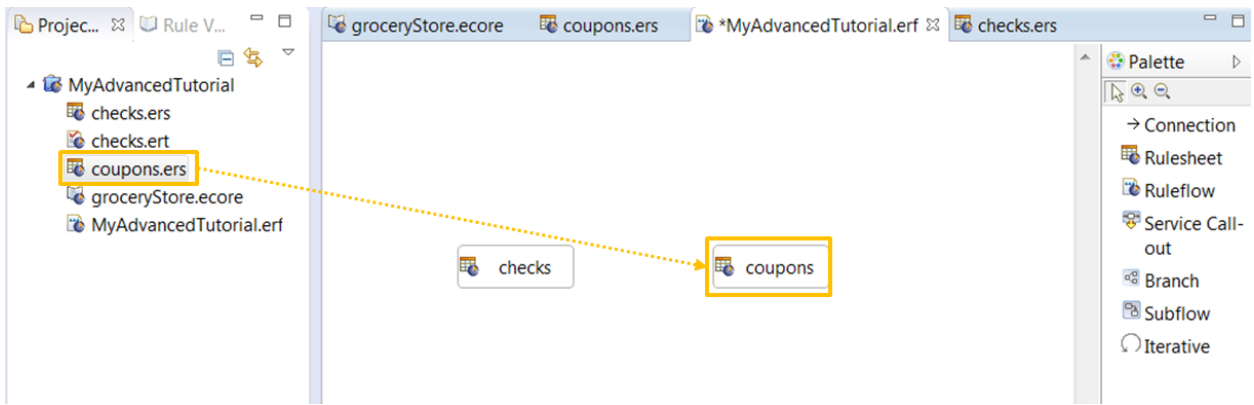 Projec... Rule V...
MyAdvancedTutorial
checks.ers
checks.ert
coupons.ers
groceryStore.ecore
MyAdvancedTutorial.erf
groceryStore.ecore coupons.ers *MyAdvancedTutorial.erf checks.ers
checks coupons
Palette
Connection
Rulesheet
Ruleflow
Service Call-
out
Branch
Subflow
Iterative